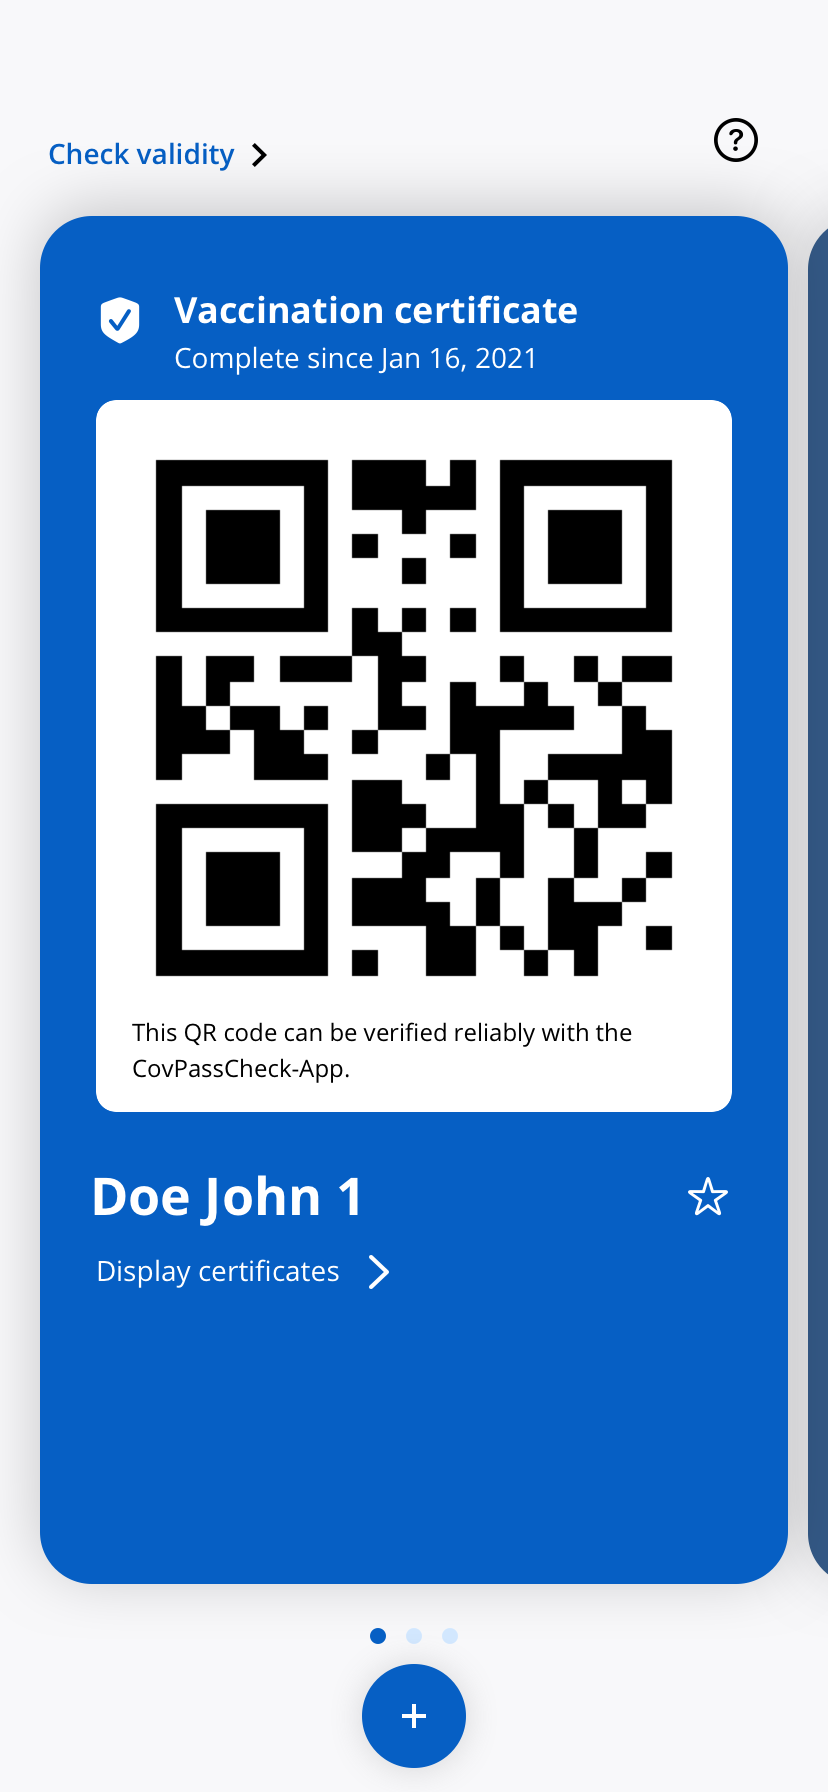 Check validity
?
Vaccination certificate
Complete since Jan 16, 2021
This QR code can be verified reliably with the
CovPassCheck-App.
Doe John 1
Display certificates
+